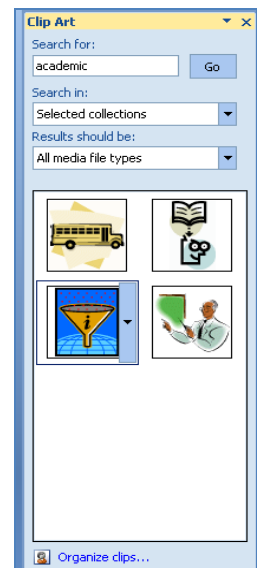 Clip Art
Search for:
academic
Go
Search in:
Selected collections
Results should be:
All media file types
i
Organize clips...